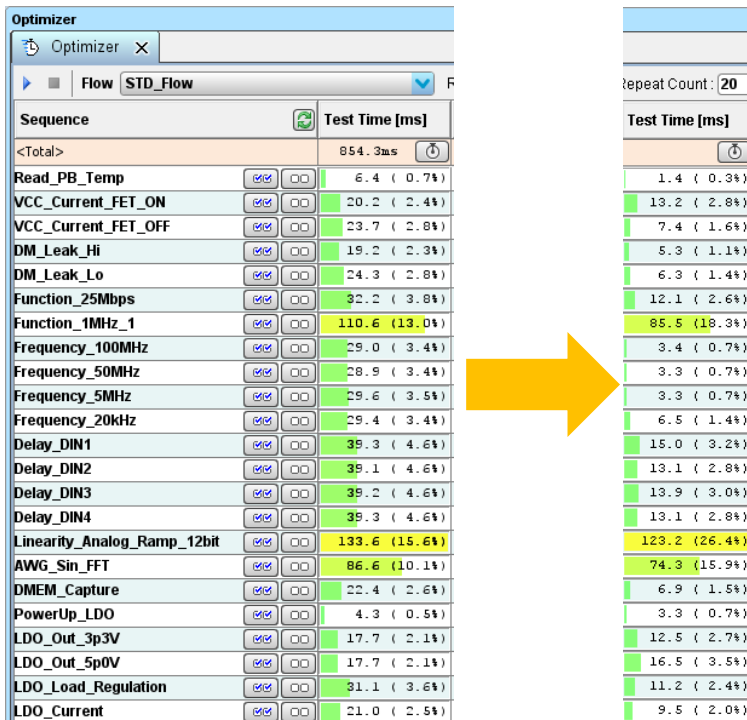 Optimizer
Optimizer X
Flow STD_Flow
Repeat Count : 20
Sequence Test Time [ms] Test Time [ms]
<Total> 854.3ms
Read_PB_Temp 6.4 ( 0.7%) 1.4 ( 0.3%)
VCC_Current_FET_ON 20.2 ( 2.4%) 13.2 ( 2.8%)
VCC_Current_FET_OFF 23.7 ( 2.8%) 7.4 ( 1.6%)
DM_Leak_Hi 19.2 ( 2.3%) 5.3 ( 1.1%)
DM_Leak_Lo 24.3 ( 2.8%) 6.3 ( 1.4%)
Function_25Mbps 32.2 ( 3.8%) 12.1 ( 2.6%)
Function_1MHz_1 110.6 (13.0%) 85.5 (18.3%)
Frequency_100MHz 29.0 ( 3.4%) 3.4 ( 0.7%)
Frequency_50MHz 28.9 ( 3.4%) 3.3 ( 0.7%)
Frequency_5MHz 29.6 ( 3.5%) 3.3 ( 0.7%)
Frequency_20kHz 29.4 ( 3.4%) 6.5 ( 1.4%)
Delay_DIN1 39.3 ( 4.6%) 15.0 ( 3.2%)
Delay_DIN2 39.1 ( 4.6%) 13.1 ( 2.8%)
Delay_DIN3 39.2 ( 4.6%) 13.9 ( 3.0%)
Delay_DIN4 39.3 ( 4.6%) 13.1 ( 2.8%)
Linearity_Analog_Ramp_12bit 133.6 (15.6%) 123.2 (26.4%)
AWG_Sin_FFT 86.6 (10.1%) 74.3 (15.9%)
DMEM_Capture 22.4 ( 2.6%) 6.9 ( 1.5%)
PowerUp_LDO 4.3 ( 0.5%) 3.3 ( 0.7%)
LDO_Out_3p3V 17.7 ( 2.1%) 12.5 ( 2.7%)
LDO_Out_5p0V 17.7 ( 2.1%) 16.5 ( 3.5%)
LDO_Load_Regulation 31.1 ( 3.6%) 11.2 ( 2.4%)
LDO_Current 21.0 ( 2.5%) 9.5 ( 2.0%)